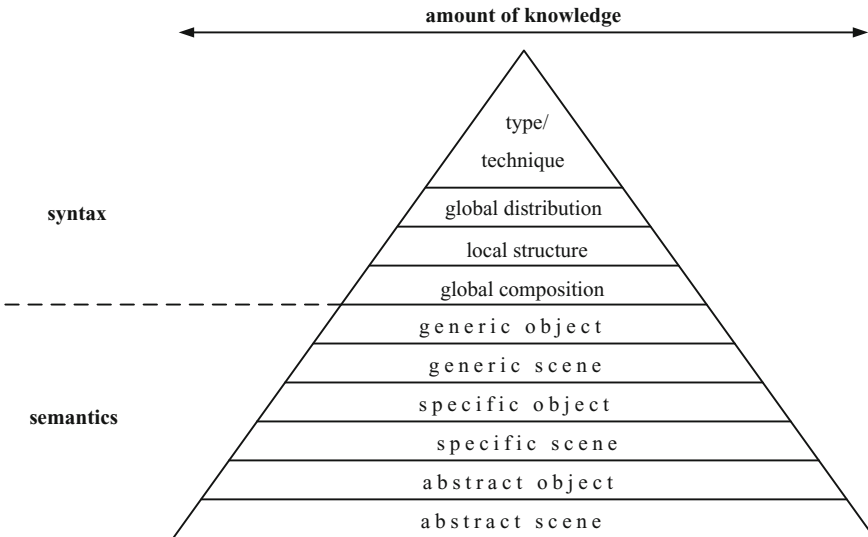 amount of knowledge
type/
technique
syntax
global distribution
local structure
global composition
generic object
generic scene
semantics
specific object
specific scene
abstract object
abstract scene